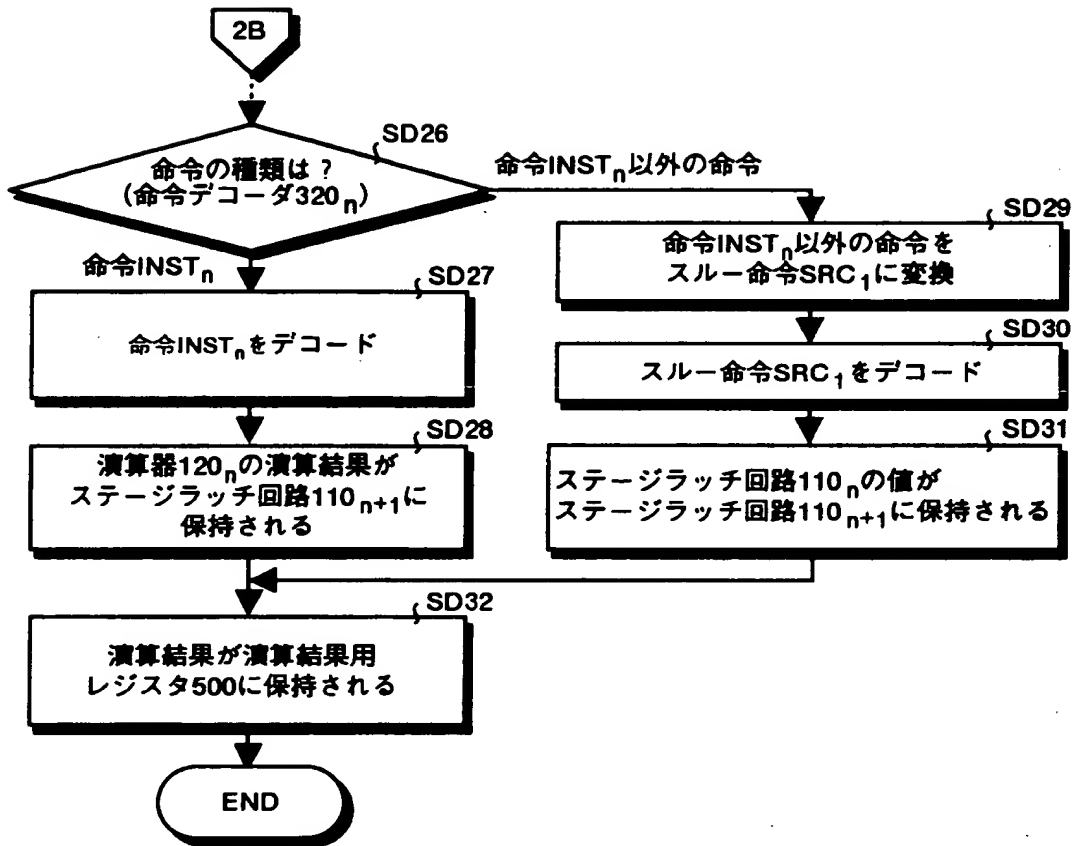 2B
SD26
命令の種類は？
(命令デコーダ320n)
命令INSTn以外の命令
命令INSTn
SD27
命令INSTnをデコード
SD28
演算器120nの演算結果が
ステージラッチ回路110n+1に
保持される
SD29
命令INSTn以外の命令を
スルー命令SRC1に変換
SD30
スルー命令SRC1をデコード
SD31
ステージラッチ回路110nの値が
ステージラッチ回路110n+1に保持される
SD32
演算結果が演算結果用
レジスタ500に保持される
END